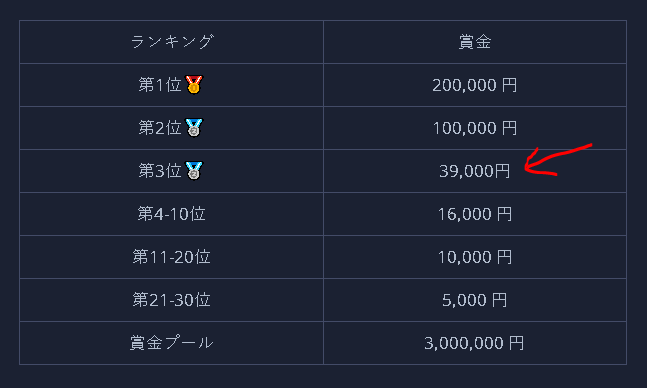 ランキング 賞金
第1位🥇 200,000 円
第2位🥈 100,000 円
第3位🥈 39,000円
第4-10位 16,000 円
第11-20位 10,000 円
第21-30位 5,000 円
賞金プール 3,000,000 円